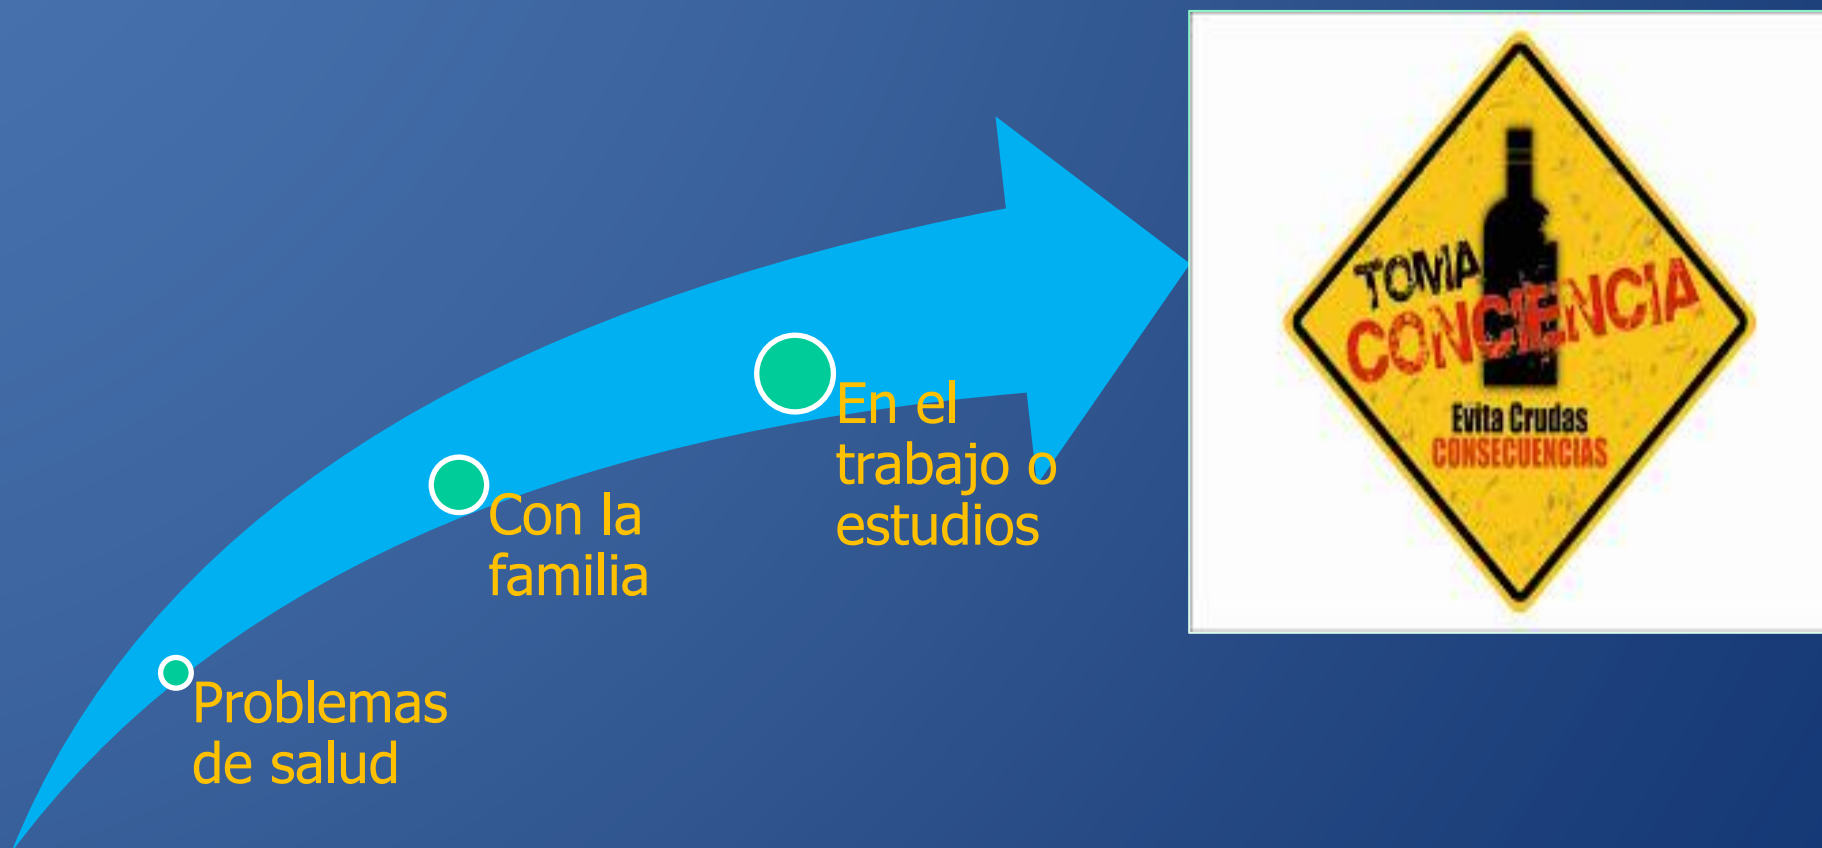 Problemas
de salud
Con la
familia
En el
trabajo o
estudios
TOMA
CONCIENCIA
Evita Crudas
CONSECUENCIAS